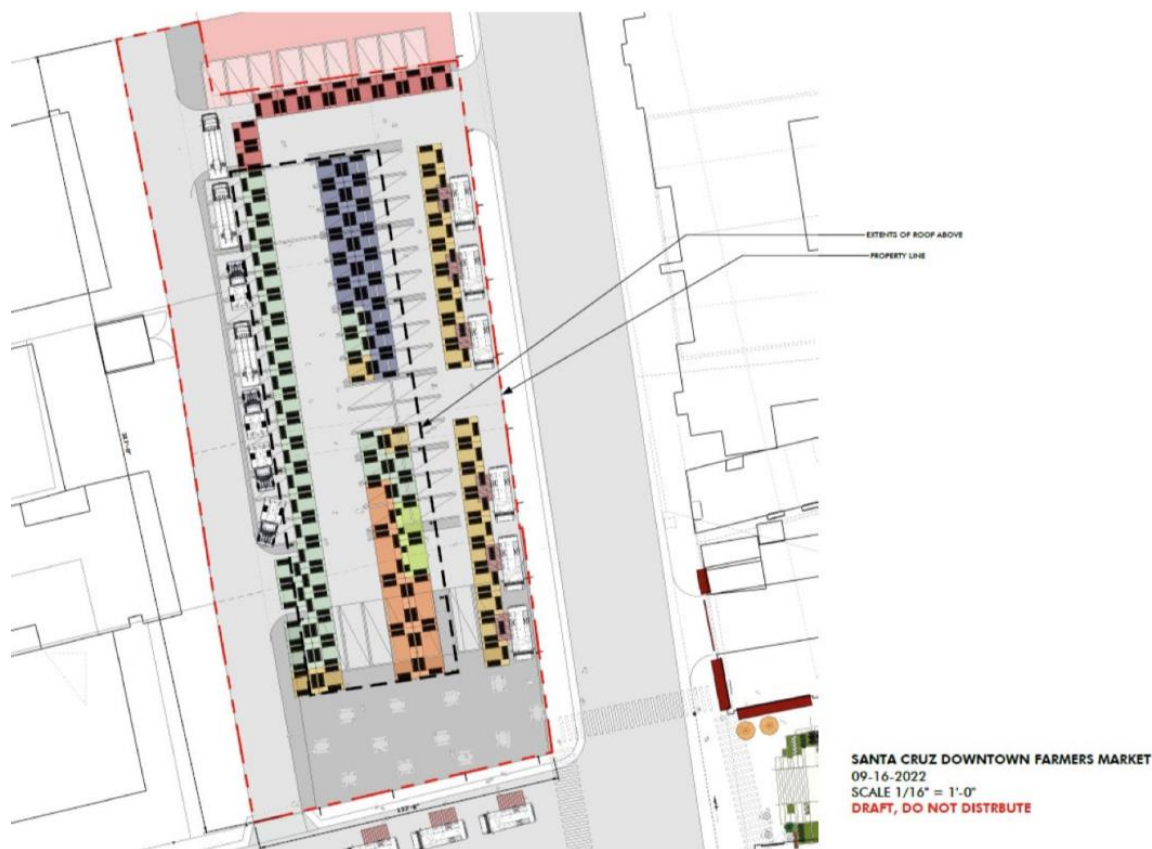 EXTENTS OF ROOF ABOVE
PROPERTY LINE
SANTA CRUZ DOWNTOWN FARMERS MARKET
09-16-2022
SCALE 1/16" = 1'-0"
DRAFT, DO NOT DISTRBUTE